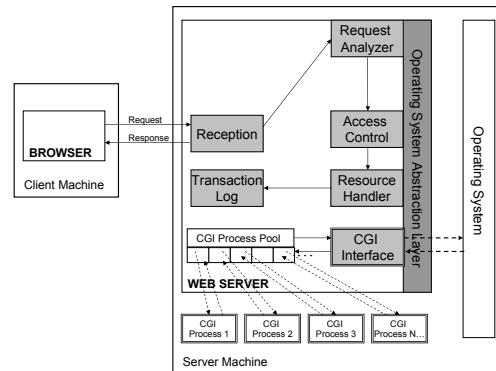 Request
Analyzer
Operating System Abstraction Layer
Operating System
Request
Response
BROWSER
Client Machine
Reception
Access
Control
Transaction
Log
Resource
Handler
CGI Process Pool
CGI
Interface
WEB SERVER
CGI
Process 1
CGI
Process 2
CGI
Process 3
CGI
Process N...
Server Machine